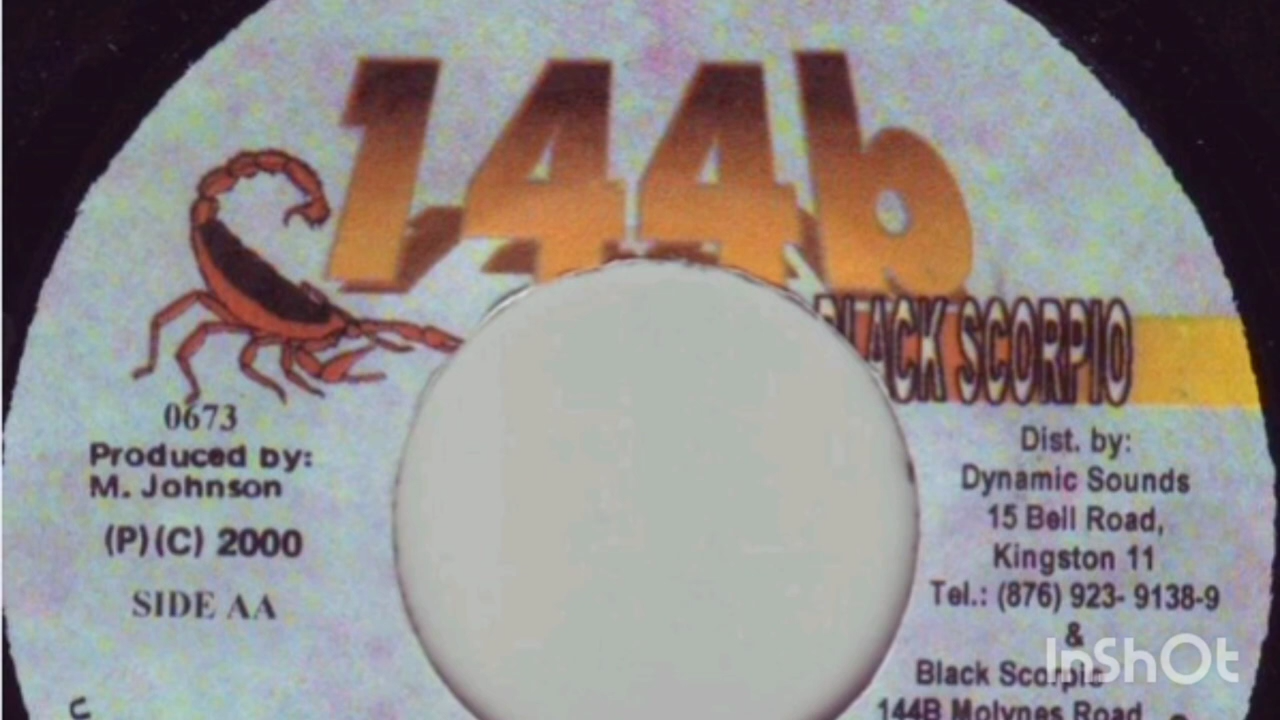 144b
BLACK SCORPIO
0673
Produced by:
M. Johnson
(P)(C) 2000
SIDE AA
Dist. by:
Dynamic Sounds
15 Bell Road,
Kingston 11
Tel.: (876) 923- 9138-9
&
Black Scorpio
144B Molynes Road
InShOt